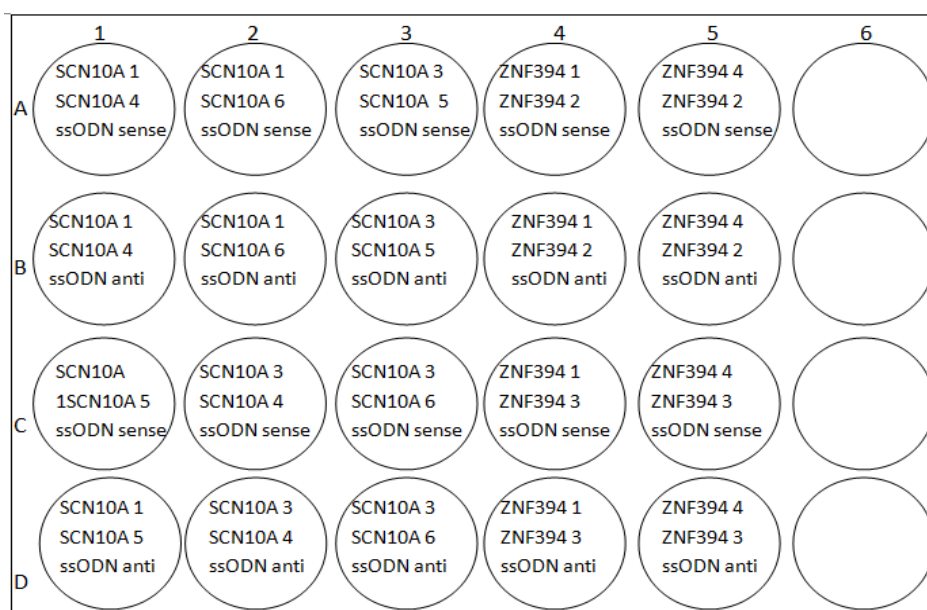 1 2 3 4 5 6
A
SCN10A 1
SCN10A 4
ssODN sense
SCN10A 1
SCN10A 6
ssODN sense
SCN10A 3
SCN10A 5
ssODN sense
ZNF394 1
ZNF394 2
ssODN sense
ZNF394 4
ZNF394 2
ssODN sense
B
SCN10A 1
SCN10A 4
ssODN anti
SCN10A 1
SCN10A 6
ssODN anti
SCN10A 3
SCN10A 5
ssODN anti
ZNF394 1
ZNF394 2
ssODN anti
ZNF394 4
ZNF394 2
ssODN anti
C
SCN10A
1SCN10A 5
ssODN sense
SCN10A 3
SCN10A 4
ssODN sense
SCN10A 3
SCN10A 6
ssODN sense
ZNF394 1
ZNF394 3
ssODN sense
ZNF394 4
ZNF394 3
ssODN sense
D
SCN10A 1
SCN10A 5
ssODN anti
SCN10A 3
SCN10A 4
ssODN anti
SCN10A 3
SCN10A 6
ssODN anti
ZNF394 1
ZNF394 3
ssODN anti
ZNF394 4
ZNF394 3
ssODN anti